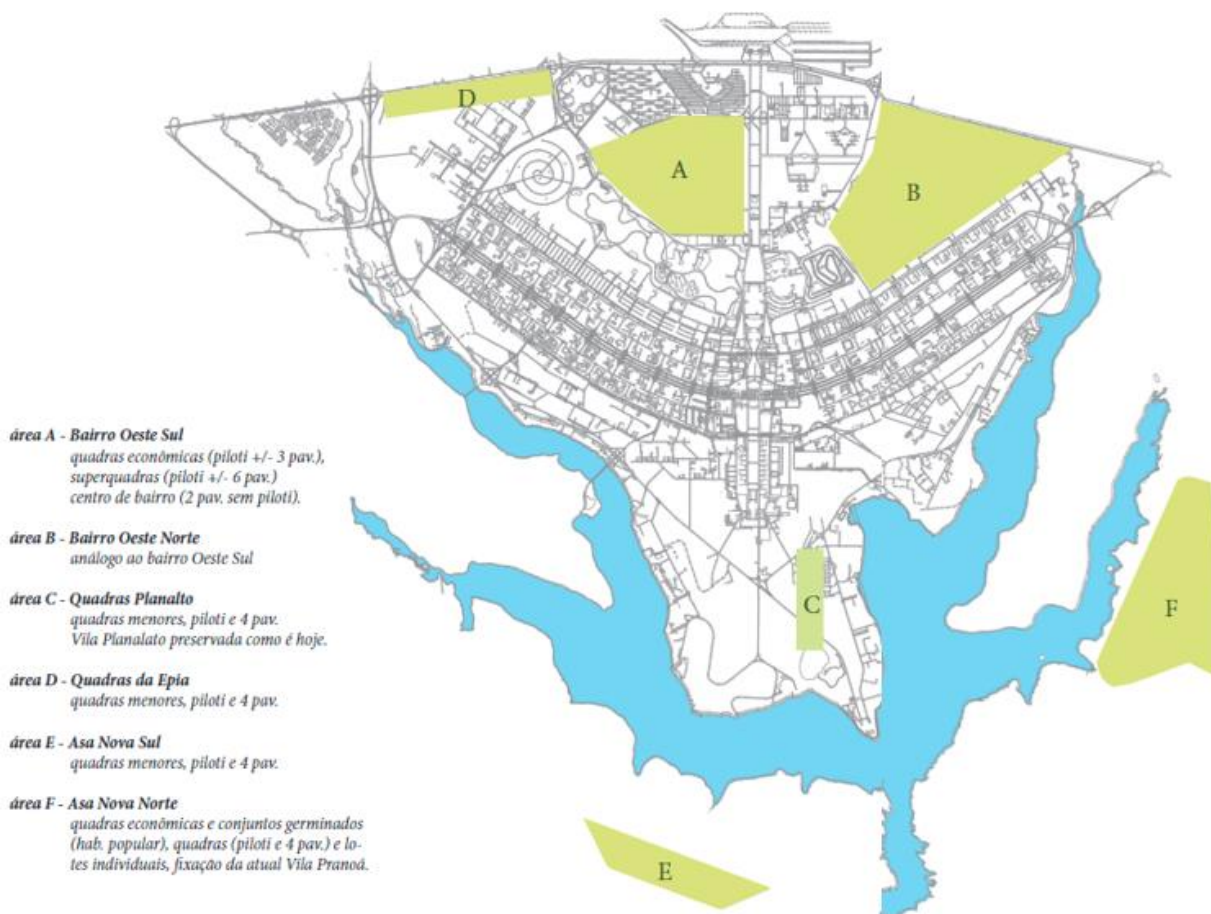 D
A
B
área A - Bairro Oeste Sul
quadras econômicas (piloti +/- 3 pav.),
superquadras (piloti +/- 6 pav.)
centro de bairro (2 pav. sem piloti).
área B - Bairro Oeste Norte
análogo ao bairro Oeste Sul
área C - Quadras Planalto
quadras menores, piloti e 4 pav.
Vila Planalato preservada como é hoje.
área D - Quadras da Epia
quadras menores, piloti e 4 pav.
área E - Asa Nova Sul
quadras menores, piloti e 4 pav.
área F - Asa Nova Norte
quadras econômicas e conjuntos germinados
(hab. popular), quadras (piloti e 4 pav.) e lo-
tes individuais, fixação da atual Vila Pranoá.
C
F
E